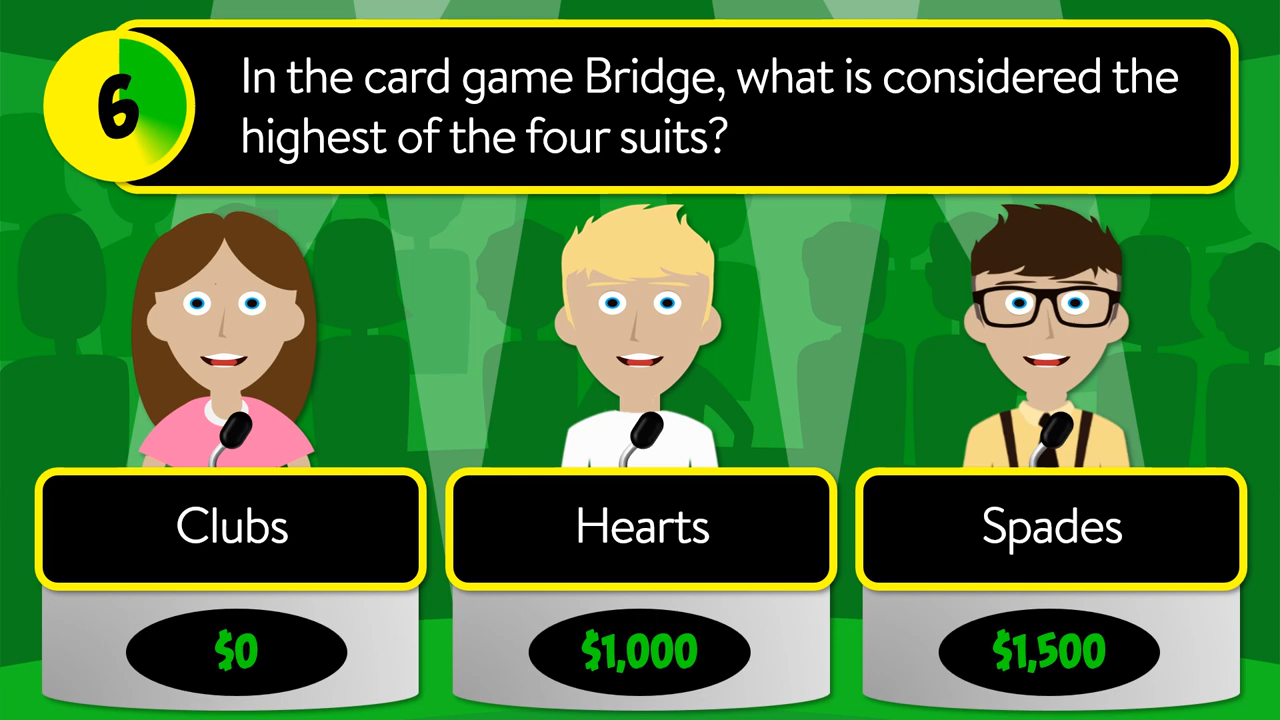 6
In the card game Bridge, what is considered the
highest of the four suits?
Clubs
Hearts
Spades
$0
$1,000
$1,500